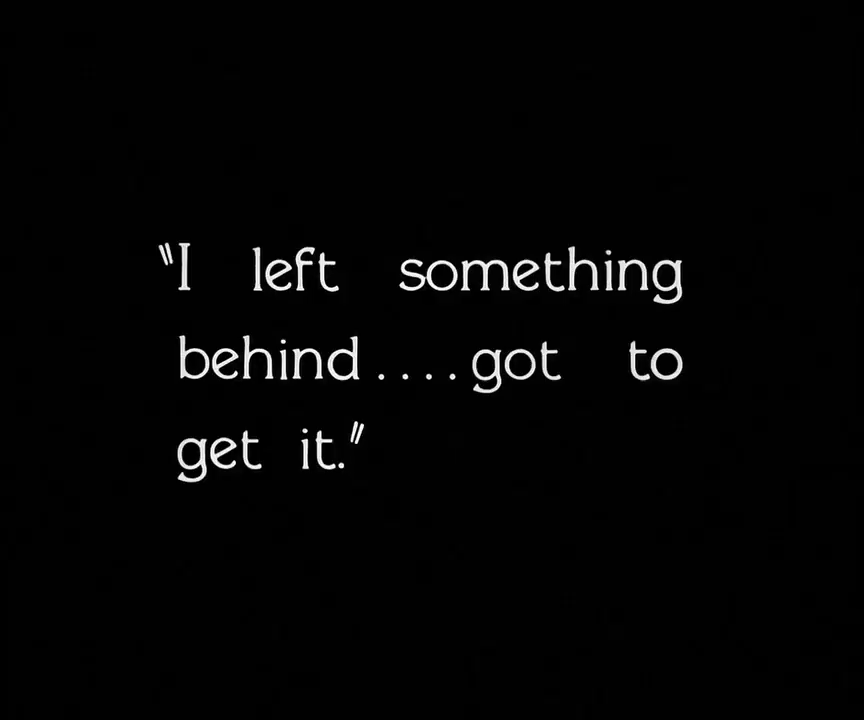 "I left something
behind....got to
get it."